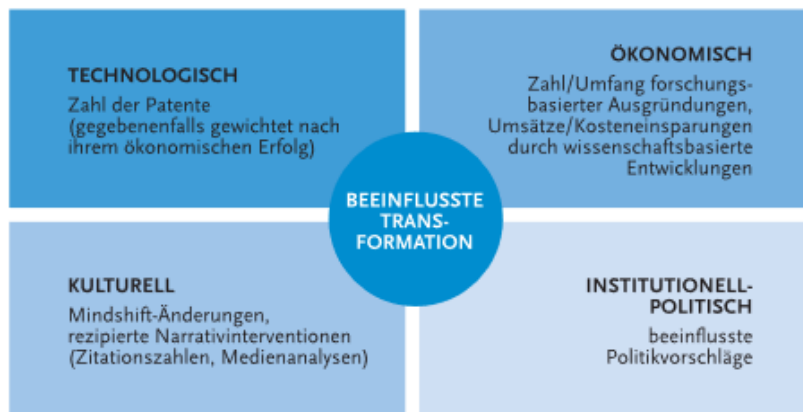 TECHNOLOGISCH
Zahl der Patente
(gegebenenfalls gewichtet nach
ihrem ökonomischen Erfolg)
ÖKONOMISCH
Zahl/Umfang forschungs-
basierter Ausgründungen,
Umsätze/Kosteneinsparungen
durch wissenschaftsbasierte
Entwicklungen
BEEINFLUSSTE
TRANS-
FORMATION
KULTURELL
Mindshift-Änderungen,
rezipierte Narrativinterventionen
(Zitationszahlen, Medienanalysen)
INSTITUTIONELL-
POLITISCH
beeinflusste
Politikvorschläge